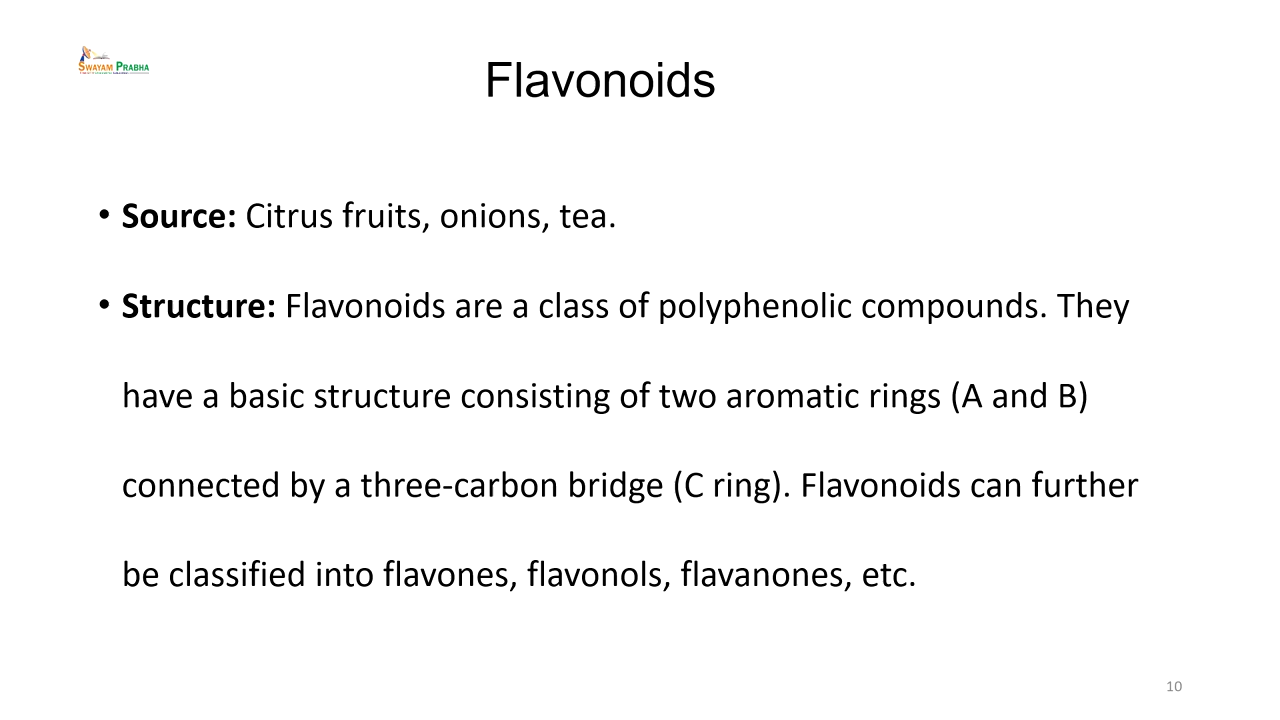 SWAYAM PRABHA
Flavonoids
• Source: Citrus fruits, onions, tea.
• Structure: Flavonoids are a class of polyphenolic compounds. They
have a basic structure consisting of two aromatic rings (A and B)
connected by a three-carbon bridge (C ring). Flavonoids can further
be classified into flavones, flavonols, flavanones, etc.
10